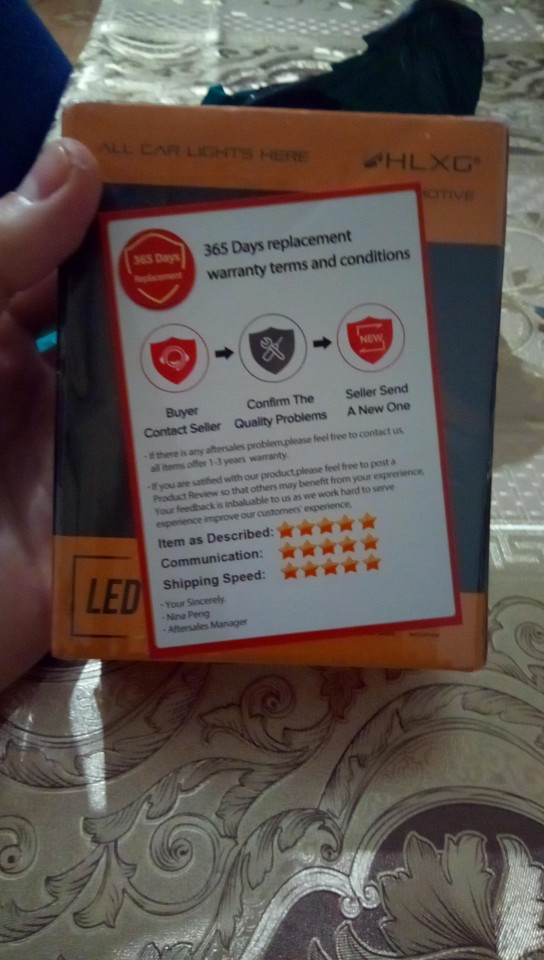 ALL CAR LIGHTS HERE
HLXG®
OTIVE
365 Days
Replacement
365 Days replacement
warranty terms and conditions
NEW
Buyer
Contact Seller
Confirm The
Quality Problems
Seller Send
A New One
- If there is any aftersales problem,please feel free to contact us,
all items offer 1-3 years warranty.
- If you are satified with our product,please feel free to post a
Product Review so that others may benefit from your exprerience,
Your feedback is inbaluable to us as we work hard to serve
experience improve our customers' experience,
Item as Described:
Communication:
Shipping Speed:
- Your Sincerely.
- Nina Peng
- Aftersales Manager
LED